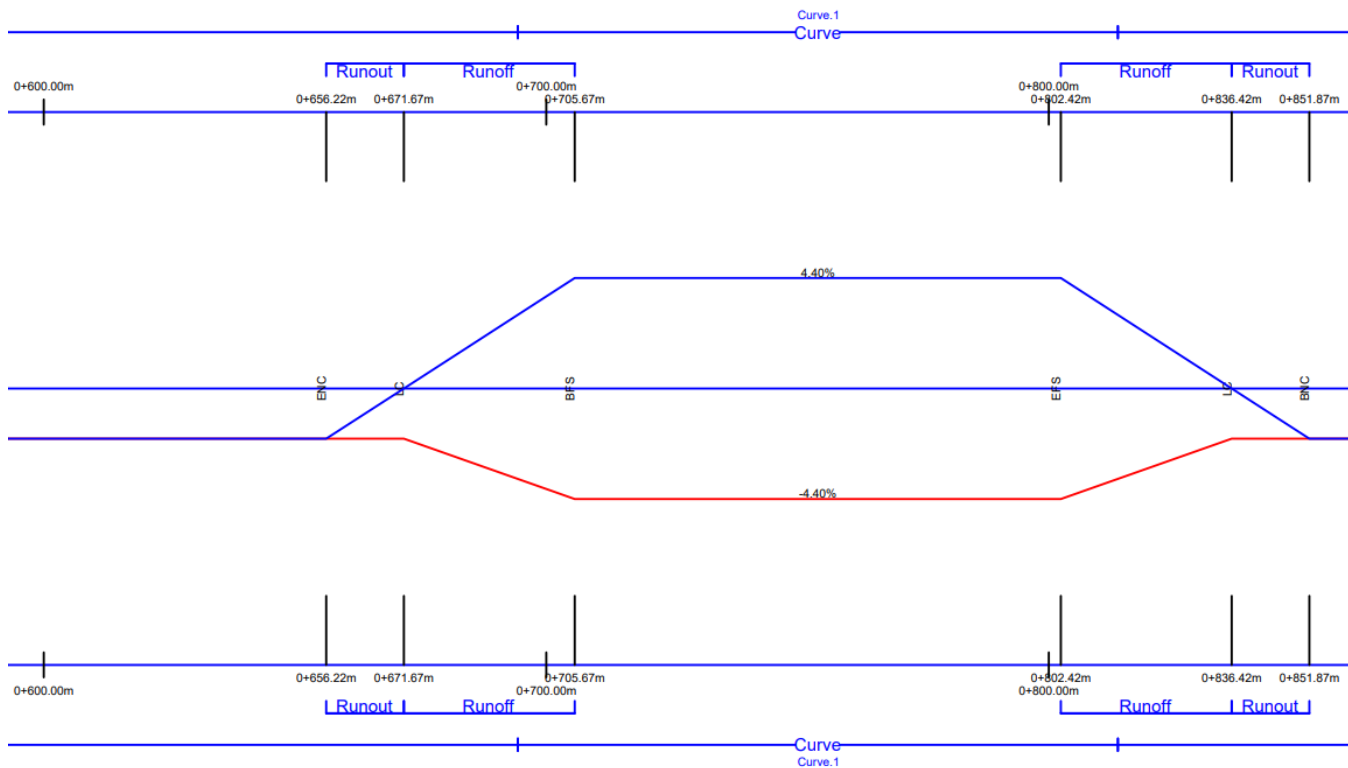 Curve.1
Curve
Runout Runoff Runoff Runout
0+600.00m 0+700.00m 0+800.00m
0+656.22m 0+671.67m 0+705.67m 0+802.42m 0+836.42m 0+851.87m
4.40%
ENC LC BFS EFS LC BNC
-4.40%
0+656.22m 0+671.67m 0+705.67m 0+802.42m 0+836.42m 0+851.87m
0+600.00m 0+700.00m 0+800.00m
Runout Runoff Runoff Runout
Curve
Curve.1